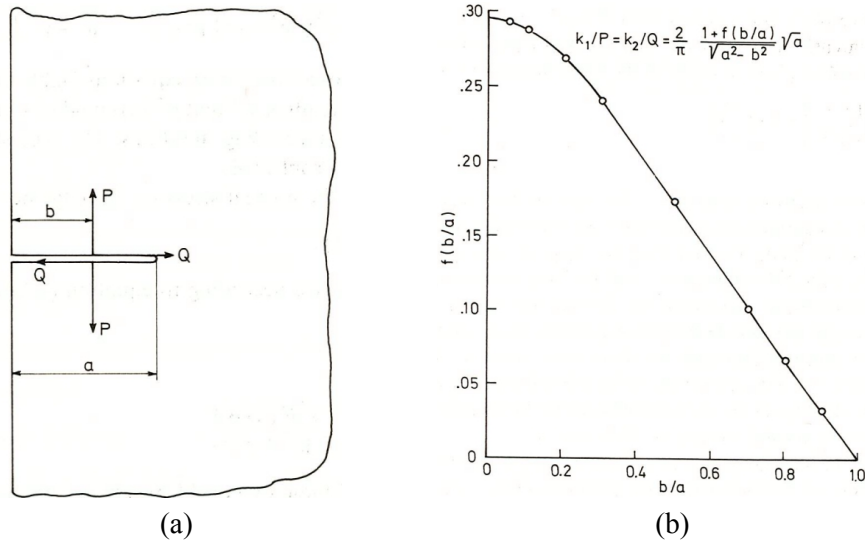 b
P
Q
Q
P
a
(a)
.30
.25
.20
.15
.10
.05
0
f(b/a)
k₁/P = k₂/Q = 2/π 1+f(b/a)/√a²−b² √a
0 0.2 0.4 0.6 0.8 1.0
b/a
(b)